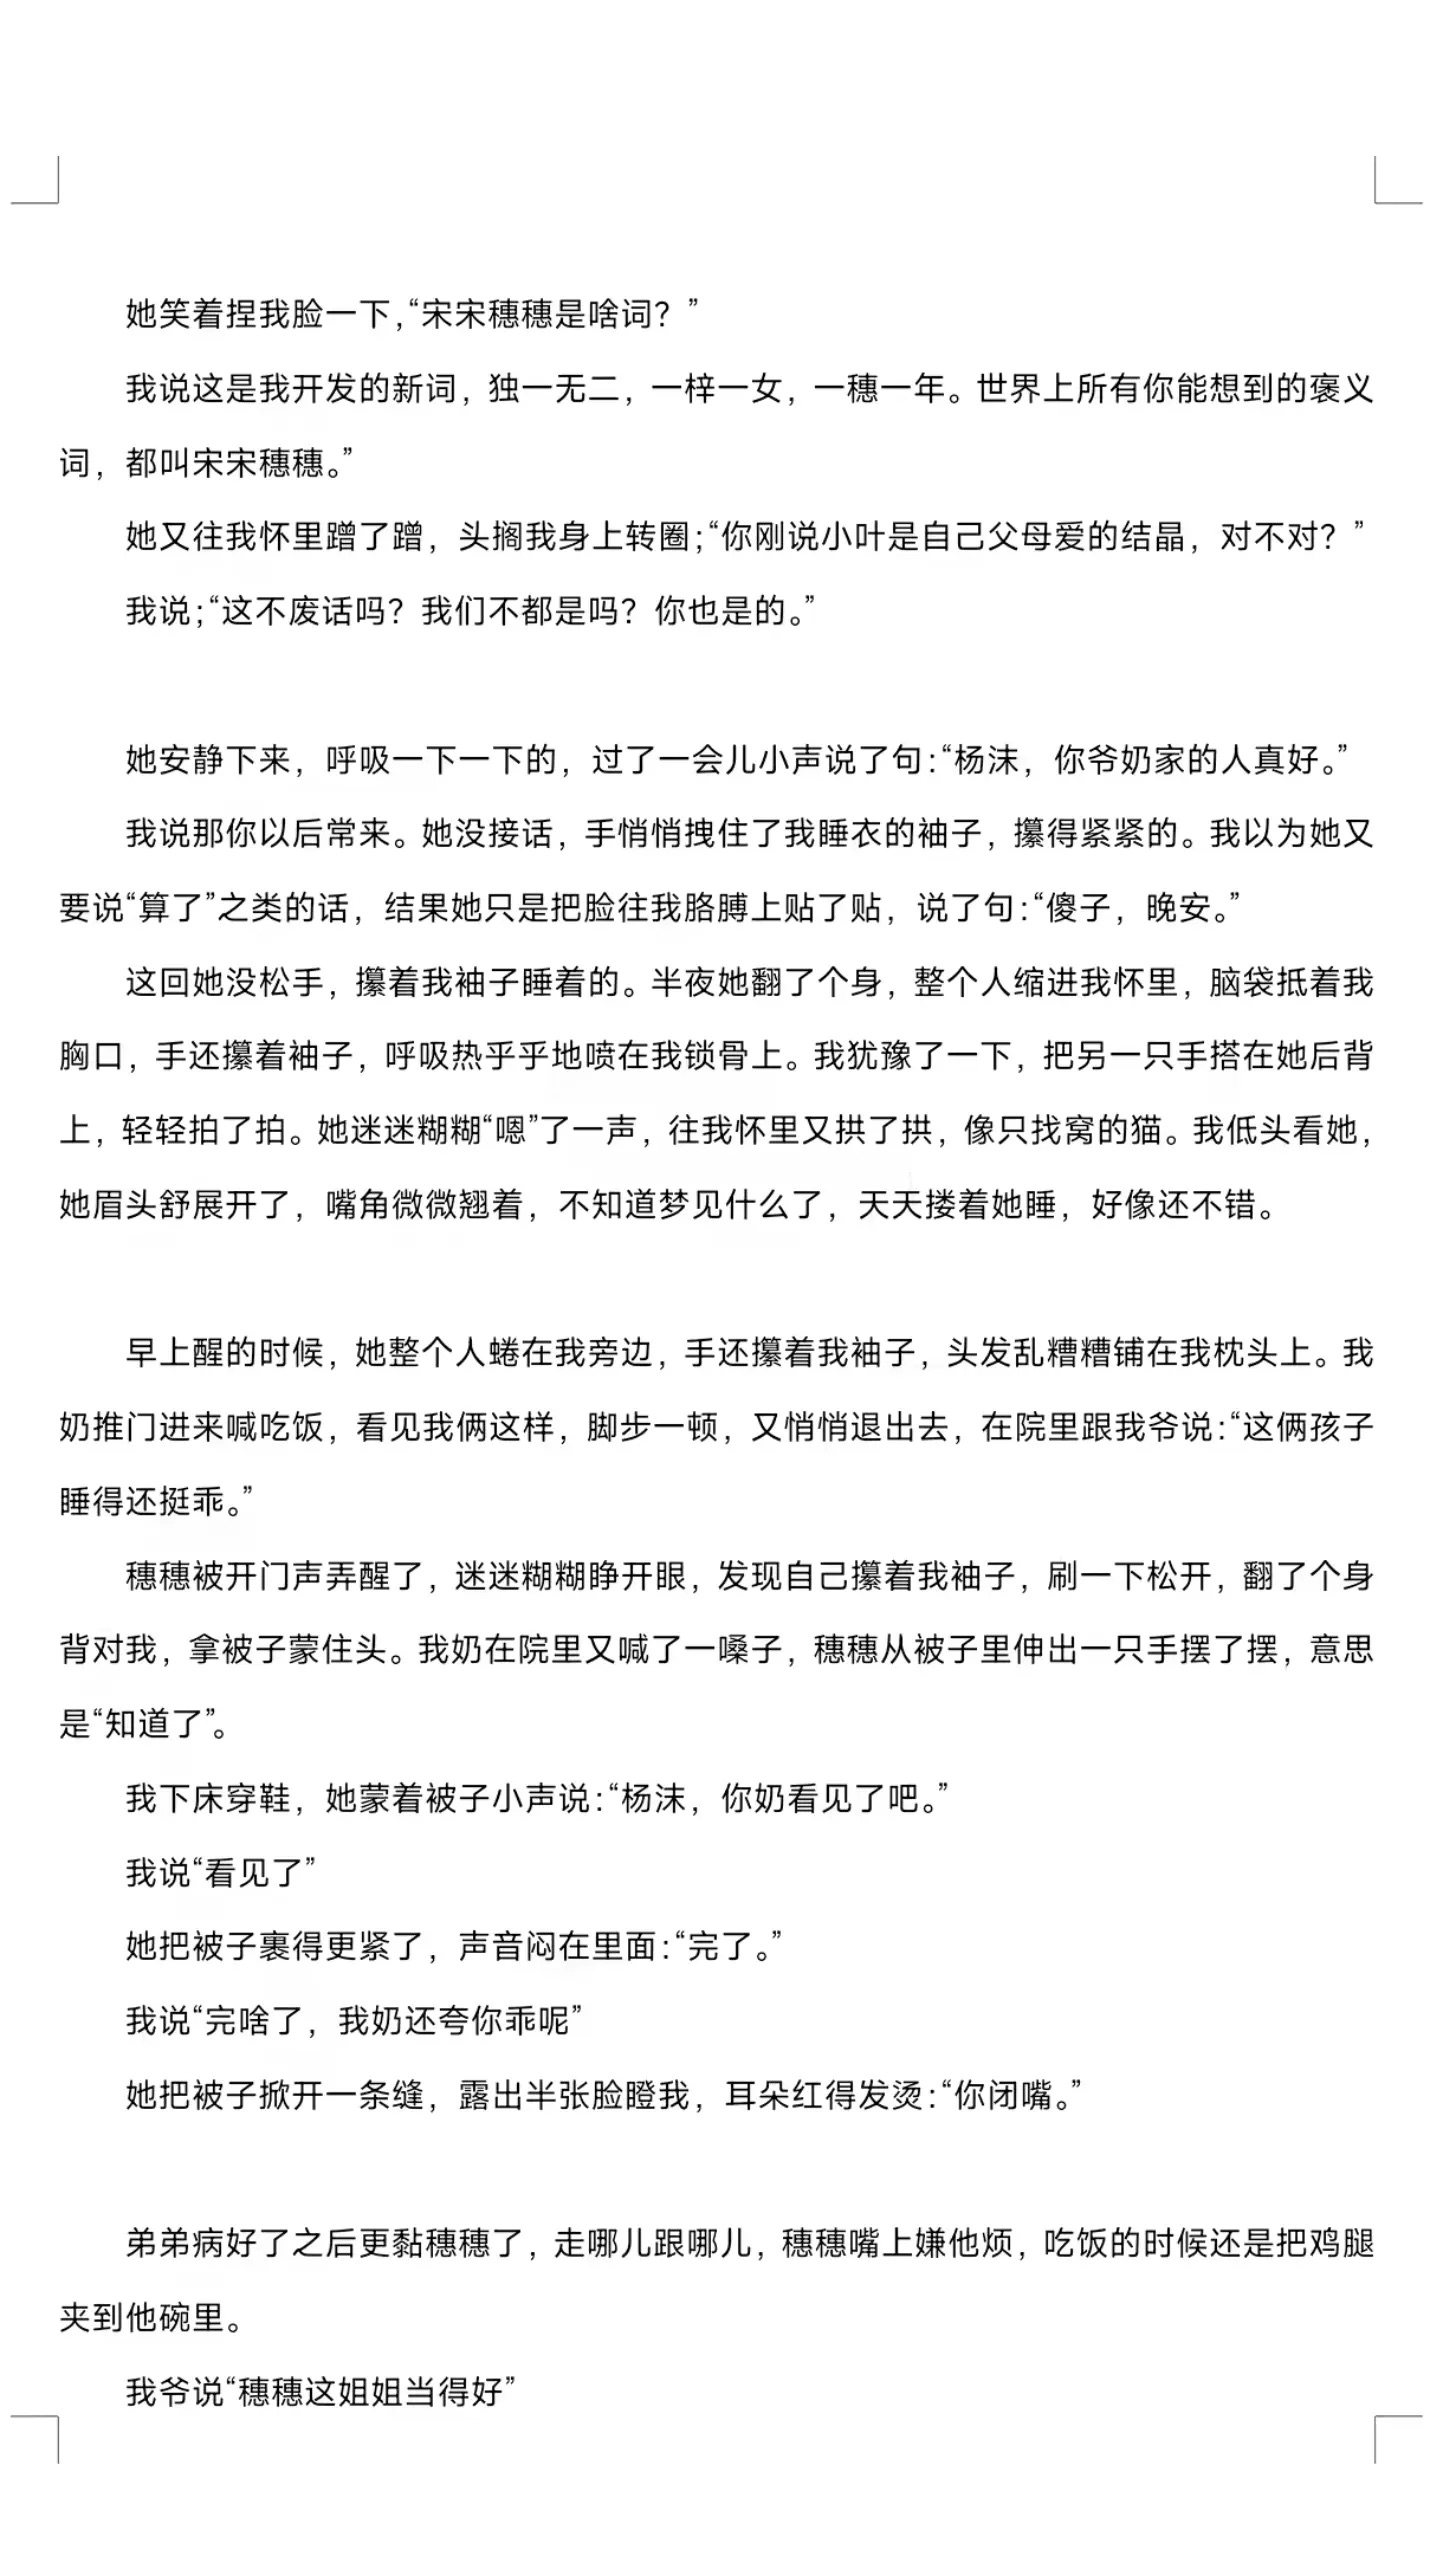 她笑着捏我脸一下，“宋宋穗穗是啥词？”
我说这是我开发的新词，独一无二，一梓一女，一穗一年。世界上所有你能想到的褒义
词，都叫宋宋穗穗。”
她又往我怀里蹭了蹭，头搁我身上转圈；“你刚说小叶是自己父母爱的结晶，对不对？”
我说；“这不废话吗？我们不都是吗？你也是的。”
她安静下来，呼吸一下一下的，过了一会儿小声说了句：“杨沫，你爷奶家的人真好。”
我说那你以后常来。她没接话，手悄悄拽住了我睡衣的袖子，攥得紧紧的。我以为她又
要说“算了”之类的话，结果她只是把脸往我胳膊上贴了贴，说了句：“傻子，晚安。”
这回她没松手，攥着我袖子睡着的。半夜她翻了个身，整个人缩进我怀里，脑袋抵着我
胸口，手还攥着袖子，呼吸热乎乎地喷在我锁骨上。我犹豫了一下，把另一只手搭在她后背
上，轻轻拍了拍。她迷迷糊糊“嗯”了一声，往我怀里又拱了拱，像只找窝的猫。我低头看她，
她眉头舒展开了，嘴角微微翘着，不知道梦见什么了，天天搂着她睡，好像还不错。
早上醒的时候，她整个人蜷在我旁边，手还攥着我袖子，头发乱糟糟铺在我枕头上。我
奶推门进来喊吃饭，看见我俩这样，脚步一顿，又悄悄退出去，在院里跟我爷说：“这俩孩子
睡得还挺乖。”
穗穗被开门声弄醒了，迷迷糊糊睁开眼，发现自己攥着我袖子，刷一下松开，翻了个身
背对我，拿被子蒙住头。我奶在院里又喊了一嗓子，穗穗从被子里伸出一只手摆了摆，意思
是“知道了”。
我下床穿鞋，她蒙着被子小声说：“杨沫，你奶看见了吧。”
我说“看见了”
她把被子裹得更紧了，声音闷在里面：“完了。”
我说“完啥了，我奶还夸你乖呢”
她把被子掀开一条缝，露出半张脸瞪我，耳朵红得发烫：“你闭嘴。”
弟弟病好了之后更黏穗穗了，走哪儿跟哪儿，穗穗嘴上嫌他烦，吃饭的时候还是把鸡腿
夹到他碗里。
我爷说“穗穗这姐姐当得好”